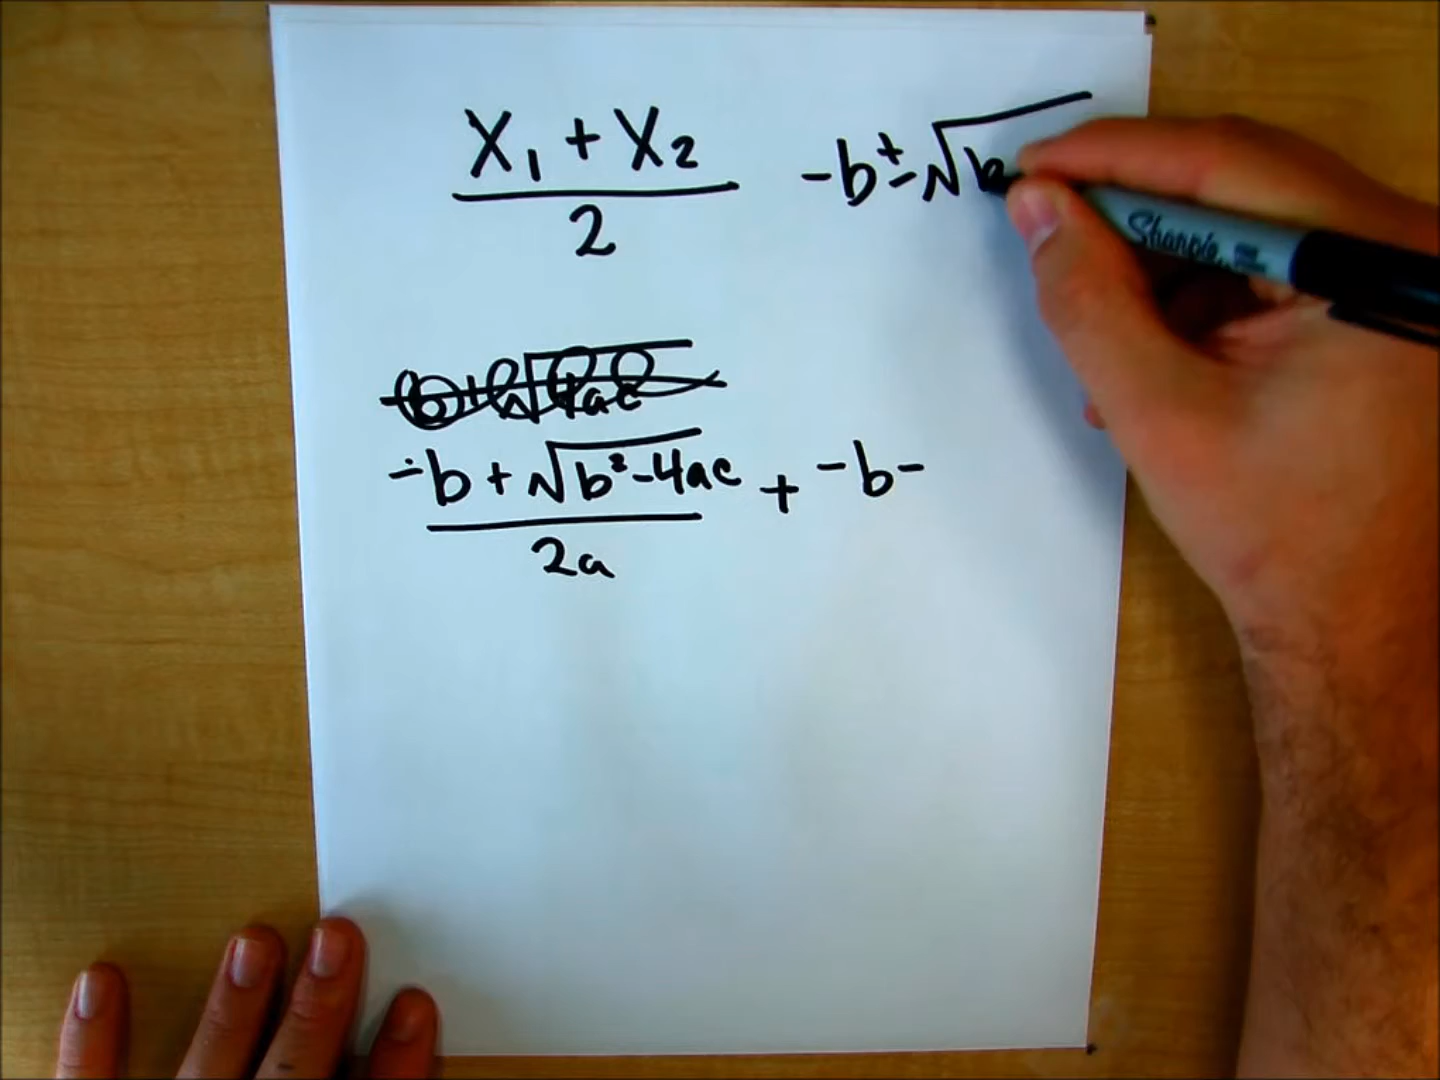 X₁ + X₂
2
-b ± √b
-b + √b² - 4ac + -b -
2a
Sharpie